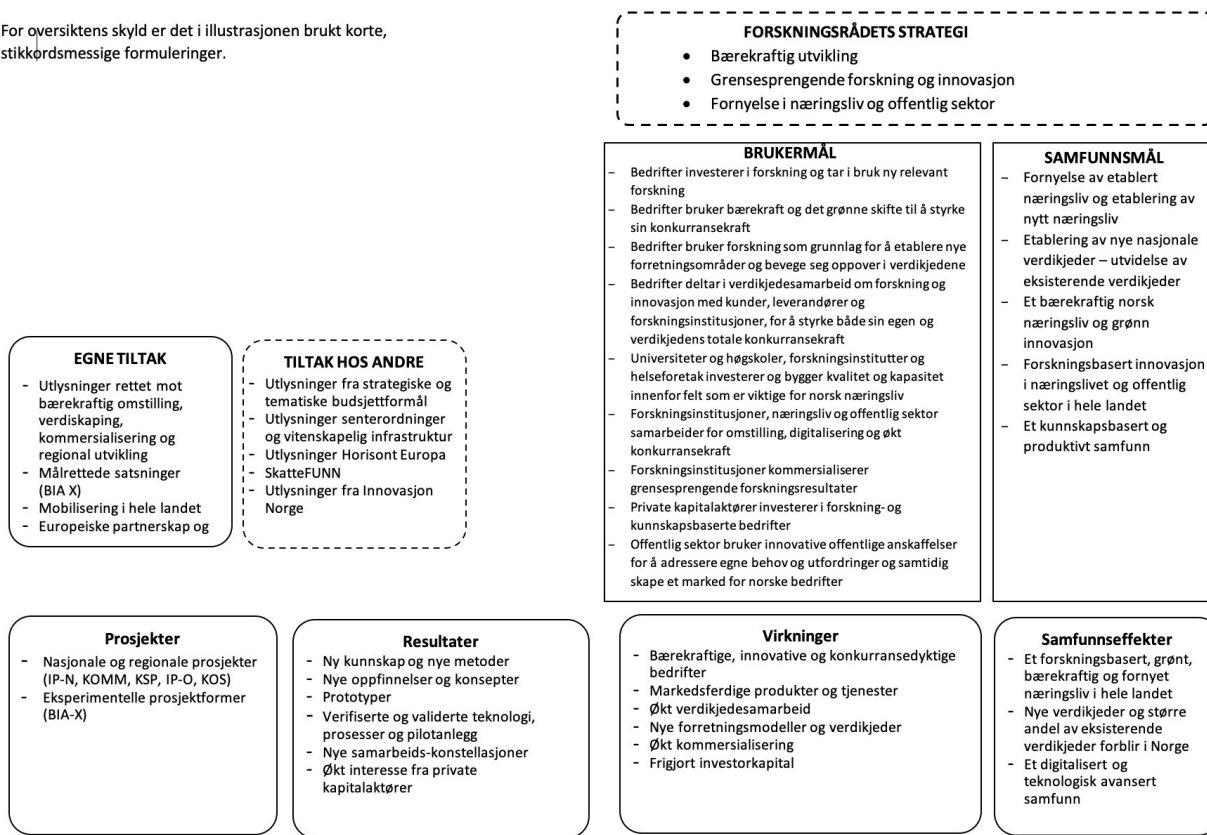 For oversiktens skyld er det i illustrasjonen brukt korte,
stikkordsmessige formuleringer.
FORSKNINGSRÅDETS STRATEGI
• Bærekraftig utvikling
• Grensesprengende forskning og innovasjon
• Fornyelse i næringsliv og offentlig sektor
BRUKERMÅL
– Bedrifter investerer i forskning og tar i bruk ny relevant
forskning
– Bedrifter bruker bærekraft og det grønne skifte til å styrke
sin konkurransekraft
– Bedrifter bruker forskning som grunnlag for å etablere nye
forretningsområder og bevege seg oppover i verdikjedene
– Bedrifter deltar i verdikjedesamarbeid om forskning og
innovasjon med kunder, leverandører og
forskningsinstitusjoner, for å styrke både sin egen og
verdikjedens totale konkurransekraft
– Universiteter og høgskoler, forskningsinstitutter og
helseforetak investerer og bygger kvalitet og kapasitet
innenfor felt som er viktige for norsk næringsliv
– Forskningsinstitusjoner, næringsliv og offentlig sektor
samarbeider for omstilling, digitalisering og økt
konkurransekraft
– Forskningsinstitusjoner kommersialiserer
grensesprengende forskningsresultater
– Private kapitalaktører investerer i forskning- og
kunnskapsbaserte bedrifter
– Offentlig sektor bruker innovative offentlige anskaffelser
for å adressere egne behov og utfordringer og samtidig
skape et marked for norske bedrifter
SAMFUNNSMÅL
– Fornyelse av etablert
næringsliv og etablering av
nytt næringsliv
– Etablering av nye nasjonale
verdikjeder – utvidelse av
eksisterende verdikjeder
– Et bærekraftig norsk
næringsliv og grønn
innovasjon
– Forskningsbasert innovasjon
i næringslivet og offentlig
sektor i hele landet
– Et kunnskapsbasert og
produktivt samfunn
EGNE TILTAK
- Utlysninger rettet mot
bærekraftig omstilling,
verdiskaping,
kommersialisering og
regional utvikling
- Målrettede satsninger
(BIA X)
- Mobilisering i hele landet
- Europeiske partnerskap og
TILTAK HOS ANDRE
- Utlysninger fra strategiske og
tematiske budsjettformål
- Utlysninger senterordninger
og vitenskapelig infrastruktur
- Utlysninger Horisont Europa
- SkatteFUNN
- Utlysninger fra Innovasjon
Norge
Prosjekter
- Nasjonale og regionale prosjekter
(IP-N, KOMM, KSP, IP-O, KOS)
- Eksperimentelle prosjektformer
(BIA-X)
Resultater
- Ny kunnskap og nye metoder
- Nye oppfinnelser og konsepter
- Prototyper
- Verifiserte og validerte teknologi,
prosesser og pilotanlegg
- Nye samarbeids-konstellasjoner
- Økt interesse fra private
kapitalaktører
Virkninger
- Bærekraftige, innovative og konkurransedyktige
bedrifter
- Markedsferdige produkter og tjenester
- Økt verdikjedesamarbeid
- Nye forretningsmodeller og verdikjeder
- Økt kommersialisering
- Frigjort investorkapital
Samfunnseffekter
- Et forskningsbasert, grønt,
bærekraftig og fornyet
næringsliv i hele landet
- Nye verdikjeder og større
andel av eksisterende
verdikjeder forblir i Norge
- Et digitalisert og
teknologisk avansert
samfunn